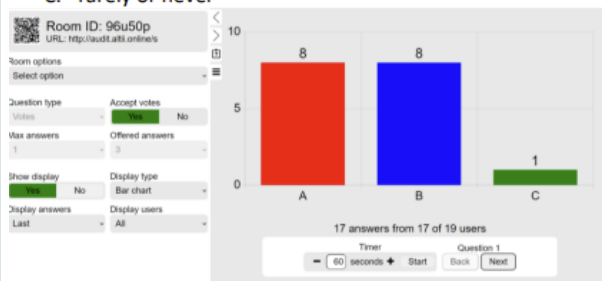 C. rarely or never
Room ID: 96u50p
URL: http://audit.altii.online/s
Room options
Select option
Question type
Accept votes
Votes
Yes No
Max answers
Offered answers
1
3
Show display
Display type
Yes No
Bar chart
Display answers
Display users
Last
All
10
5
0
8
8
1
A
B
C
17 answers from 17 of 19 users
Timer
Question 1
60 seconds Start
Back Next